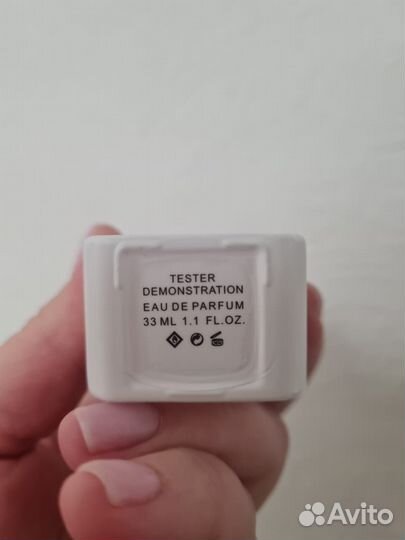 TESTER
DEMONSTRATION
EAU DE PARFUM
33 ML 1.1 FL.OZ.
Avito